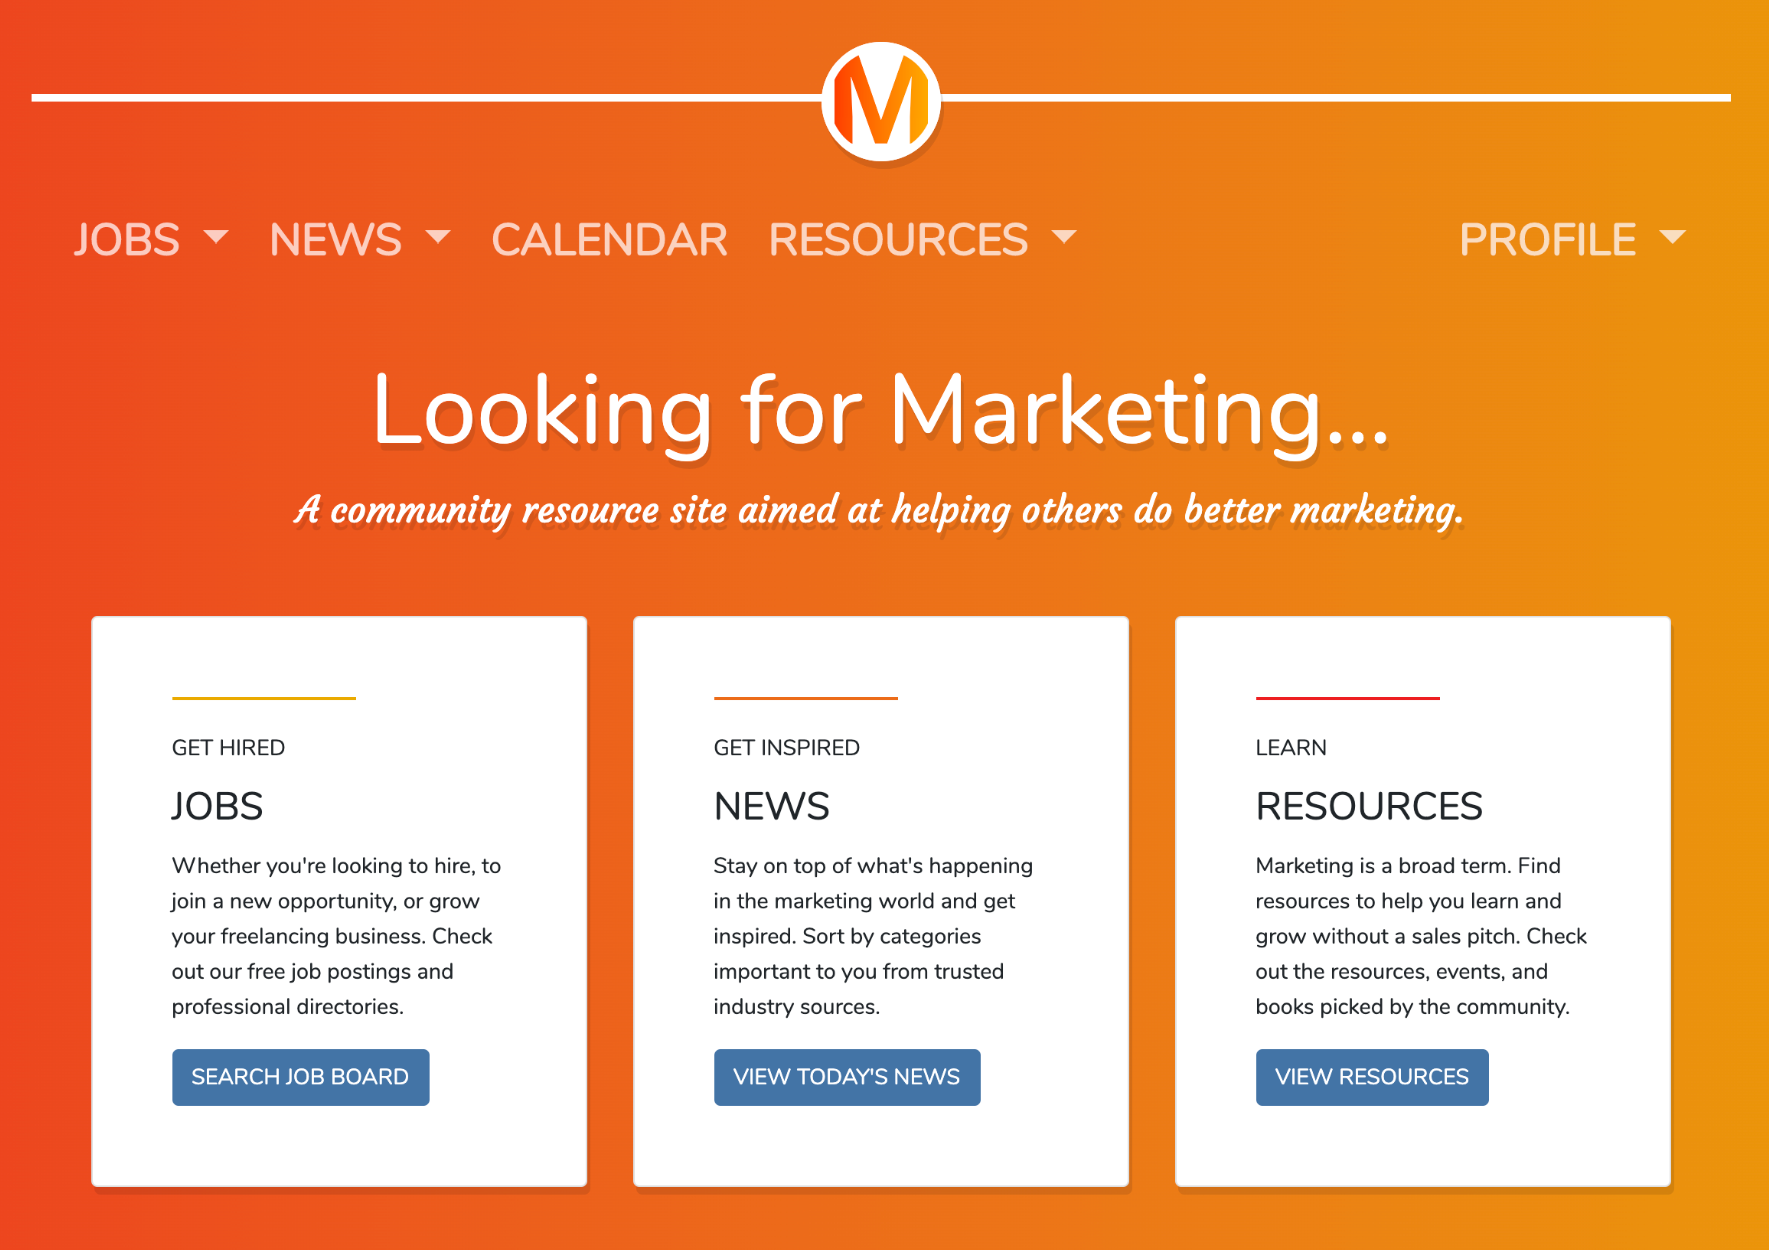 M
JOBS NEWS CALENDAR RESOURCES PROFILE
Looking for Marketing...
A community resource site aimed at helping others do better marketing.
GET HIRED
JOBS
Whether you're looking to hire, to
join a new opportunity, or grow
your freelancing business. Check
out our free job postings and
professional directories.
SEARCH JOB BOARD
GET INSPIRED
NEWS
Stay on top of what's happening
in the marketing world and get
inspired. Sort by categories
important to you from trusted
industry sources.
VIEW TODAY'S NEWS
LEARN
RESOURCES
Marketing is a broad term. Find
resources to help you learn and
grow without a sales pitch. Check
out the resources, events, and
books picked by the community.
VIEW RESOURCES